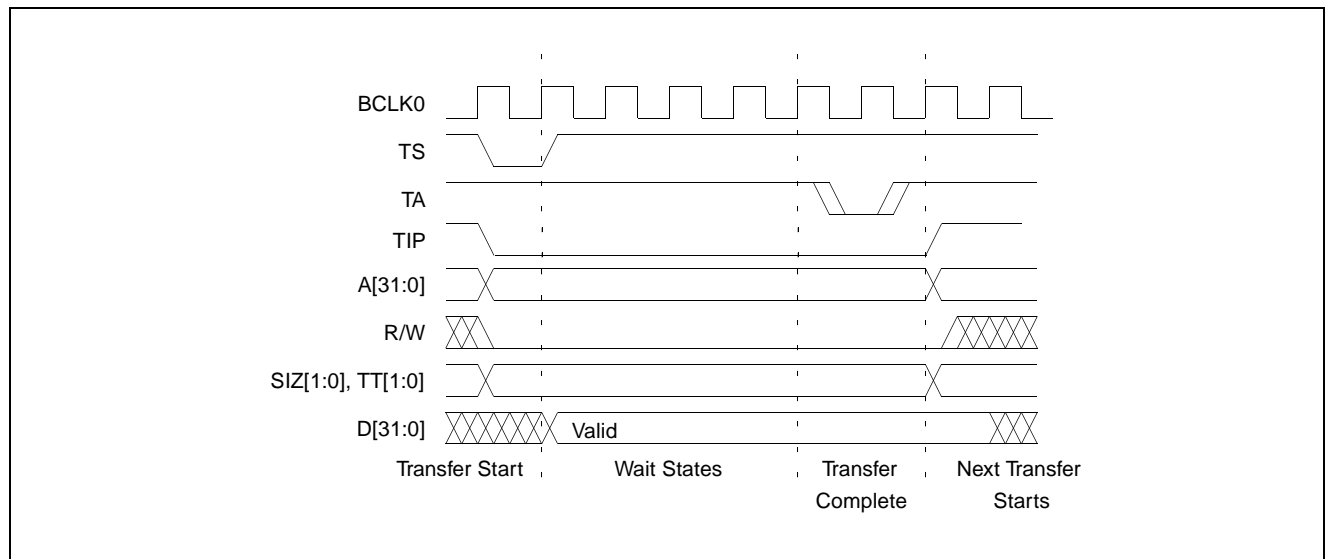 BCLK0
TS
TA
TIP
A[31:0]
R/W
SIZ[1:0], TT[1:0]
D[31:0]
Valid
Transfer Start
Wait States
Transfer
Complete
Next Transfer
Starts